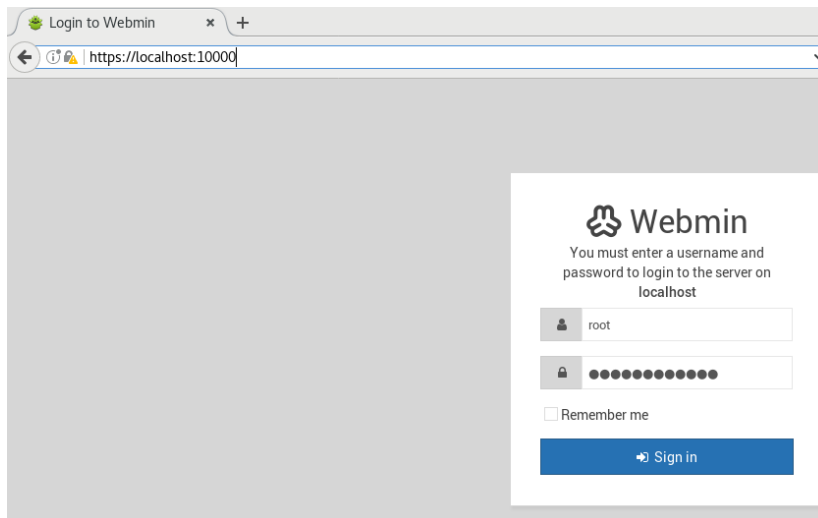 Login to Webmin
https://localhost:10000
Webmin
You must enter a username and
password to login to the server on
localhost
root
Remember me
Sign in